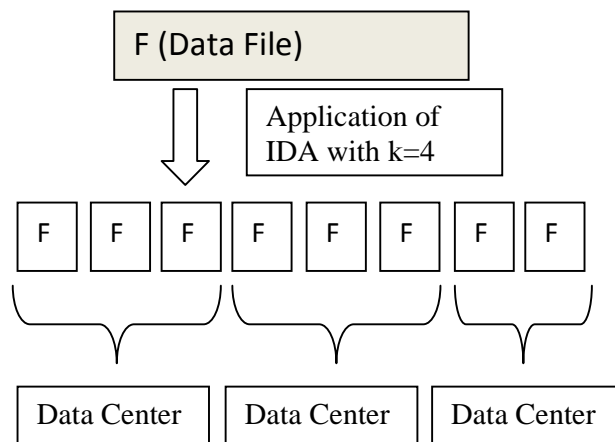 F (Data File)
Application of
IDA with k=4
F F F F F F F F
Data Center Data Center Data Center